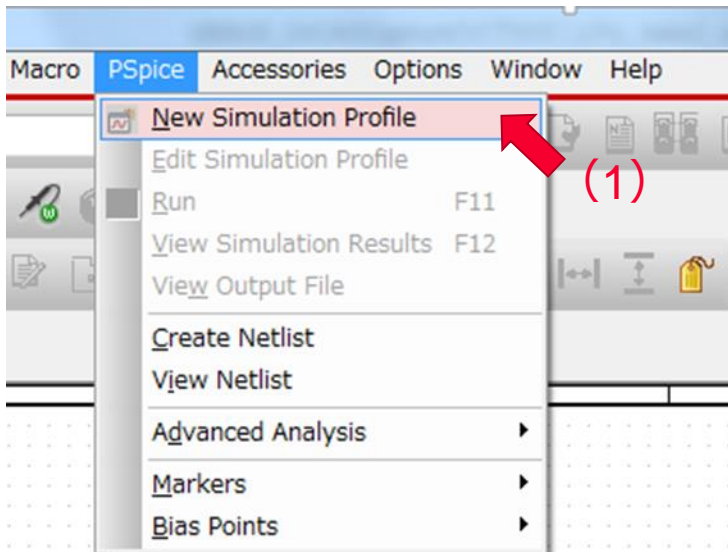 Macro PSpice Accessories Options Window Help
New Simulation Profile
(1)
Edit Simulation Profile
Run F11
View Simulation Results F12
View Output File
Create Netlist
View Netlist
Advanced Analysis
Markers
Bias Points